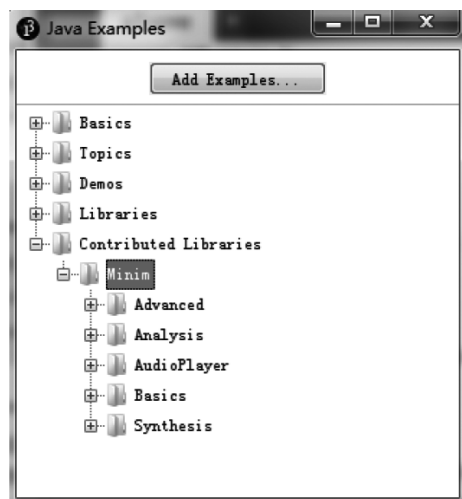 Java Examples
Add Examples...
Basics
Topics
Demos
Libraries
Contributed Libraries
Minim
Advanced
Analysis
AudioPlayer
Basics
Synthesis